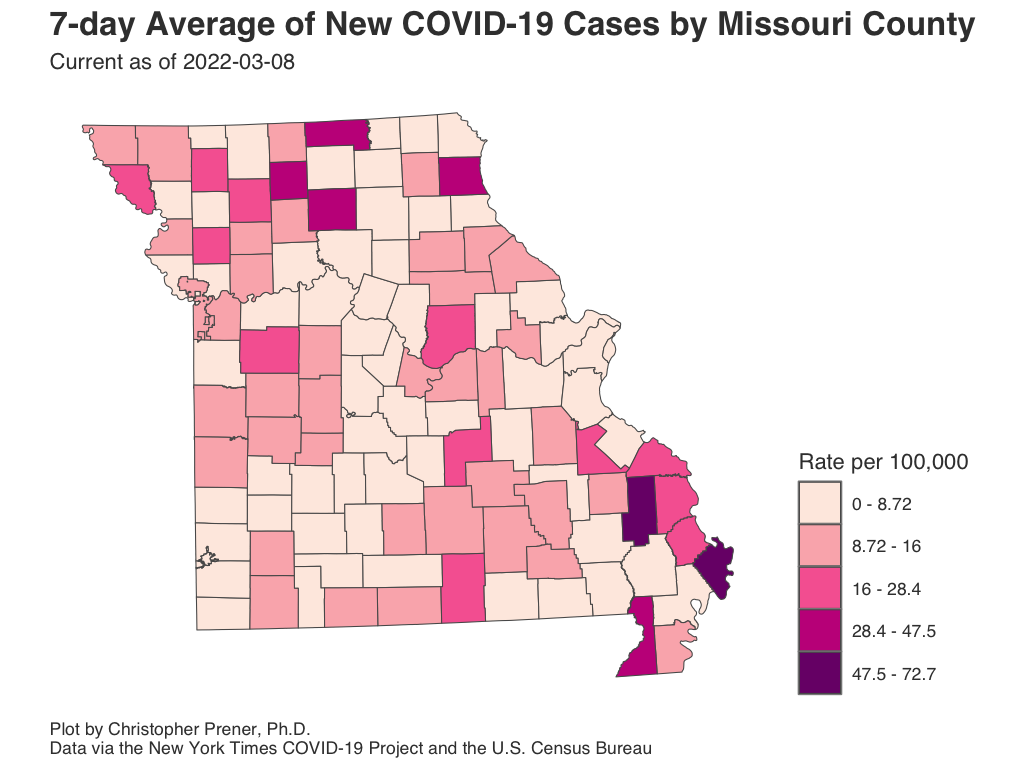 7-day Average of New COVID-19 Cases by Missouri County
Current as of 2022-03-08
Rate per 100,000
0 - 8.72
8.72 - 16
16 - 28.4
28.4 - 47.5
47.5 - 72.7
Plot by Christopher Prener, Ph.D.
Data via the New York Times COVID-19 Project and the U.S. Census Bureau